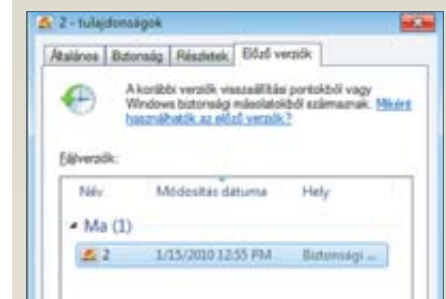 2 - tulajdonságok
Általános Biztonság Részletek Előző verziók
A korábbi verziók visszaállítási pontokból vagy
Windows biztonsági másolatokból származnak. Miként
használhatók az előző verziók?
Fájlverziók:
Név Módosítás dátuma Hely
Ma (1)
2 1/15/2010 12:55 PM Biztonsági ...